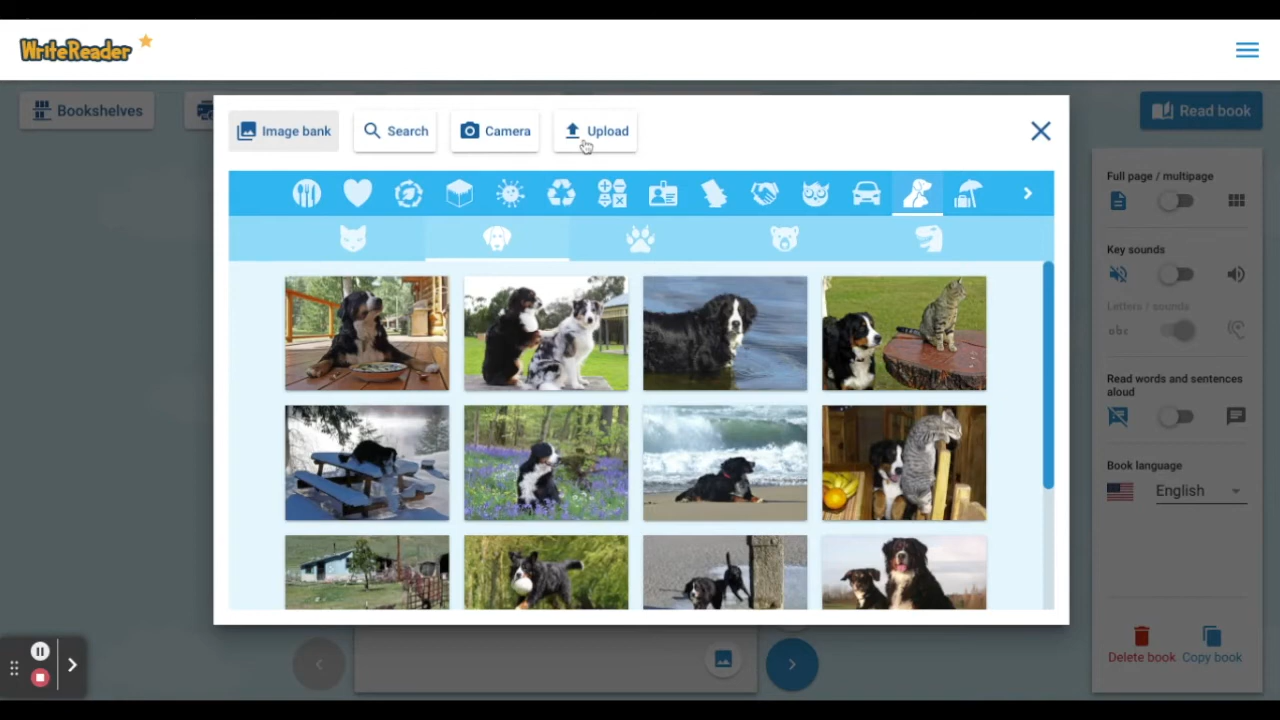 WriteReader
Bookshelves
Read book
Image bank
Search
Camera
Upload
Full page / multipage
Key sounds
Letters / sounds
abc
Read words and sentences
aloud
Book language
English
Delete book
Copy book